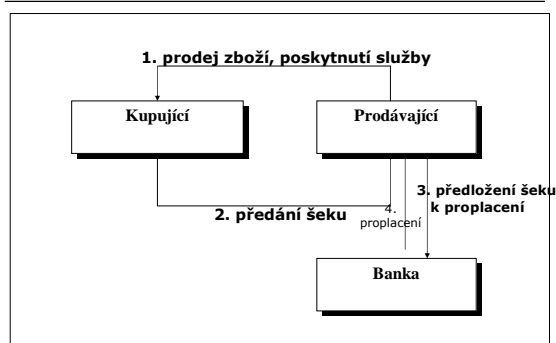 1. prodej zboží, poskytnutí služby
Kupující
Prodávající
2. předání šeku
4.
proplacení
3. předložení šeku
k proplacení
Banka